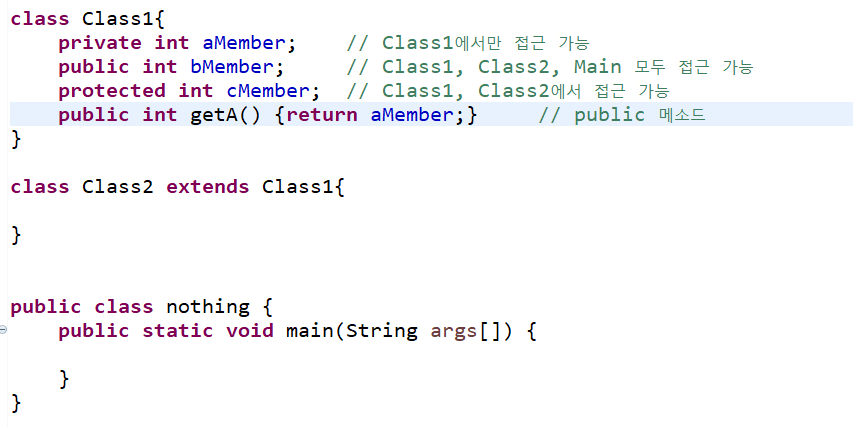 class Class1{
    private int aMember;    // Class1에서만 접근 가능
    public int bMember;     // Class1, Class2, Main 모두 접근 가능
    protected int cMember;  // Class1, Class2에서 접근 가능
    public int getA() {return aMember;}     // public 메소드
}
class Class2 extends Class1{
}
public class nothing {
    public static void main(String args[]) {
    }
}